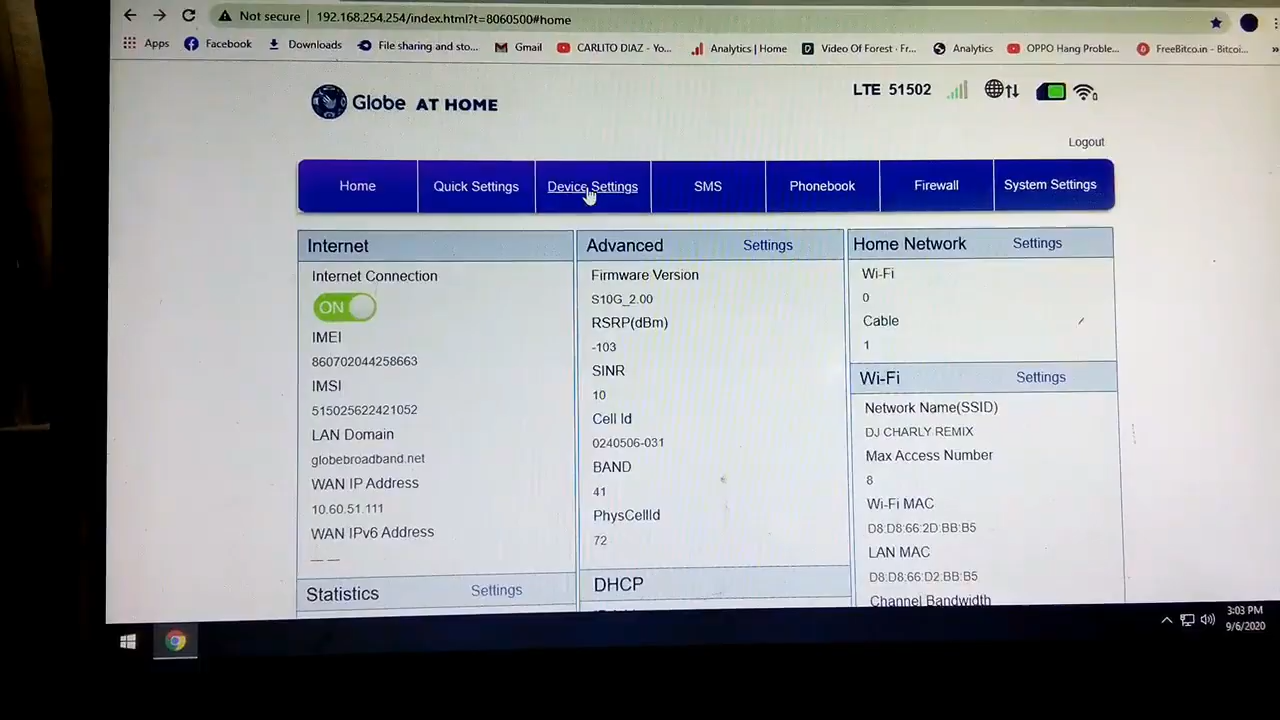 Not secure | 192.168.254.254/index.html?t=8060500#home
Apps Facebook Downloads File sharing and sto... Gmail CARLITO DIAZ - Yo... Analytics | Home Video Of Forest · Fr... Analytics OPPO Hang Proble... FreeBitco.in - Bitcoi... »
Globe AT HOME
LTE 51502
Logout
Home Quick Settings Device Settings SMS Phonebook Firewall System Settings
Internet
Internet Connection
ON
IMEI
860702044258663
IMSI
515025622421052
LAN Domain
globebroadband.net
WAN IP Address
10.60.51.111
WAN IPv6 Address
— —
Statistics Settings
Advanced Settings
Firmware Version
S10G_2.00
RSRP(dBm)
-103
SINR
10
Cell Id
0240506-031
BAND
41
PhysCellId
72
DHCP
Home Network Settings
Wi-Fi
0
Cable
1
Wi-Fi Settings
Network Name(SSID)
DJ CHARLY REMIX
Max Access Number
8
Wi-Fi MAC
D8:D8:66:2D:BB:B5
LAN MAC
D8:D8:66:D2:BB:B5
Channel Bandwidth
3:03 PM
9/6/2020